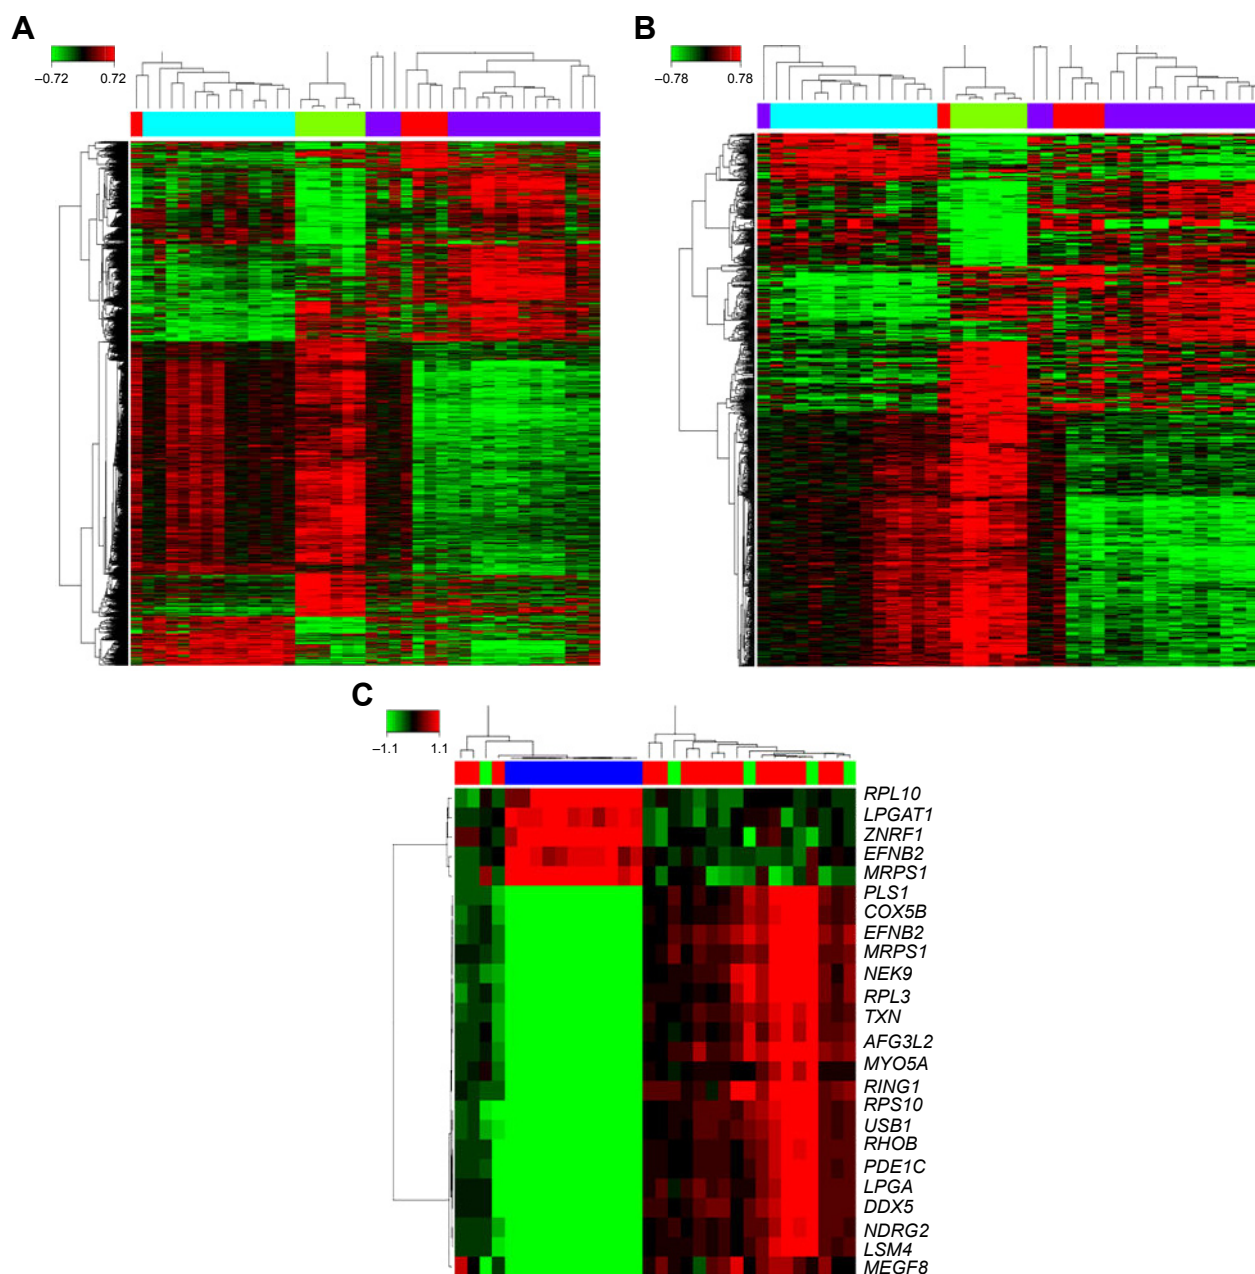 A
B
−0.72 0.72
−0.78 0.78
C
−1.1 1.1
RPL10
LPGAT1
ZNRF1
EFNB2
MRPS1
PLS1
COX5B
EFNB2
MRPS1
NEK9
RPL3
TXN
AFG3L2
MYO5A
RING1
RPS10
USB1
RHOB
PDE1C
LPGA
DDX5
NDRG2
LSM4
MEGF8